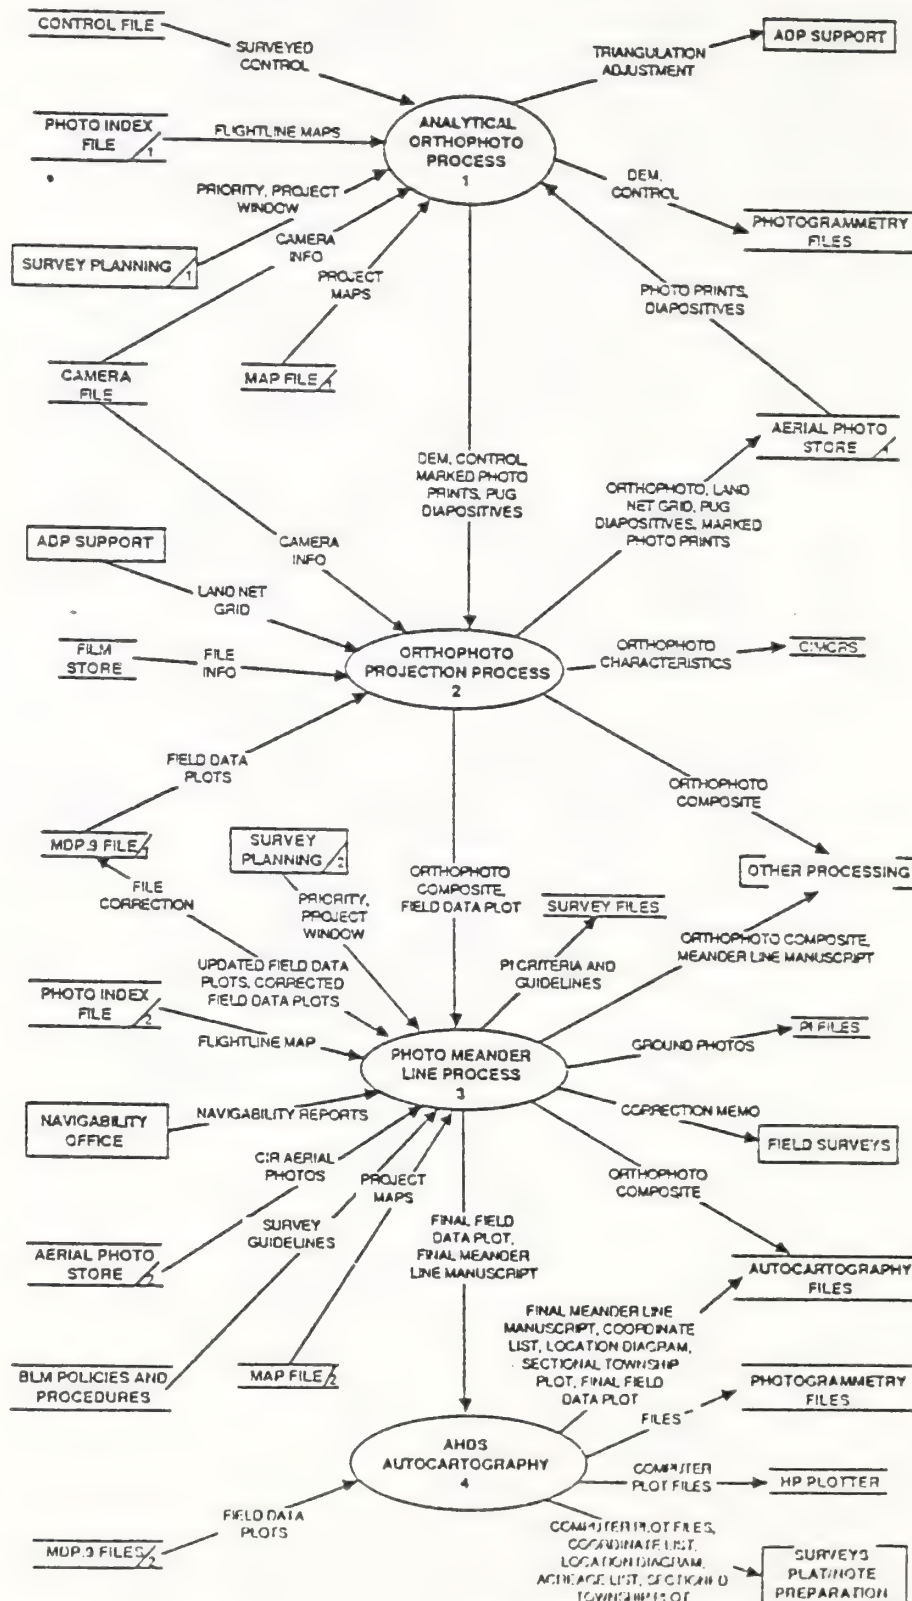 CONTROL FILE
SURVEYED
CONTROL
TRIANGULATION
ADJUSTMENT
ADP SUPPORT
PHOTO INDEX
FILE 1
FLIGHTLINE MAPS
ANALYTICAL
ORTHOPHOTO
PROCESS
1
DEM,
CONTROL
PHOTOGRAMMETRY
FILES
PRIORITY, PROJECT
WINDOW
SURVEY PLANNING 1
CAMERA
INFO
PROJECT
MAPS
PHOTO PRINTS,
DIAPOSITIVES
CAMERA
FILE
MAP FILE 1
AERIAL PHOTO
STORE
DEM, CONTROL
MARKED PHOTO
PRINTS, PUG
DIAPOSITIVES
ORTHOPHOTO, LAND
NET GRID, PUG
DIAPOSITIVES, MARKED
PHOTO PRINTS
ADP SUPPORT
CAMERA
INFO
LAND NET
GRID
FILM
STORE
FILE
INFO
ORTHOPHOTO
PROJECTION PROCESS
2
ORTHOPHOTO
CHARACTERISTICS
FIELD DATA
PLOTS
ORTHOPHOTO
COMPOSITE
MDP.9 FILE
SURVEY
PLANNING 2
FILE
CORRECTION
PRIORITY,
PROJECT
WINDOW
ORTHOPHOTO
COMPOSITE,
FIELD DATA PLOT
SURVEY FILES
OTHER PROCESSING
UPDATED FIELD DATA
PLOTS, CORRECTED
FIELD DATA PLOTS
PI CRITERIA AND
GUIDELINES
ORTHOPHOTO COMPOSITE,
MEANDER LINE MANUSCRIPT
PHOTO INDEX
FILE 2
FLIGHTLINE MAP
PHOTO MEANDER
LINE PROCESS
3
GROUND PHOTOS
PI FILES
NAVIGABILITY
OFFICE
NAVIGABILITY REPORTS
CORRECTION MEMO
FIELD SURVEYS
CIR AERIAL
PHOTOS
PROJECT
MAPS
ORTHOPHOTO
COMPOSITE
SURVEY
GUIDELINES
AERIAL PHOTO
STORE 2
FINAL FIELD
DATA PLOT,
FINAL MEANDER
LINE MANUSCRIPT
AUTOCARTOGRAPHY
FILES
BLM POLICIES AND
PROCEDURES
MAP FILE 2
FINAL MEANDER LINE
MANUSCRIPT, COORDINATE
LIST, LOCATION DIAGRAM,
SECTIONAL TOWNSHIP
PLOT, FINAL FIELD
DATA PLOT
PHOTOGRAMMETRY
FILES
FILES
AHDS
AUTOCARTOGRAPHY
4
COMPUTER
PLOT FILES
HP PLOTTER
FIELD DATA
PLOTS
MDP.9 FILES 2
COMPUTER PLOT FILES,
COORDINATE LIST,
LOCATION DIAGRAM,
ACREAGE LIST, SECTIONED
TOWNSHIP PLOT
SURVEYS
PLAT/NOTE
PREPARATION